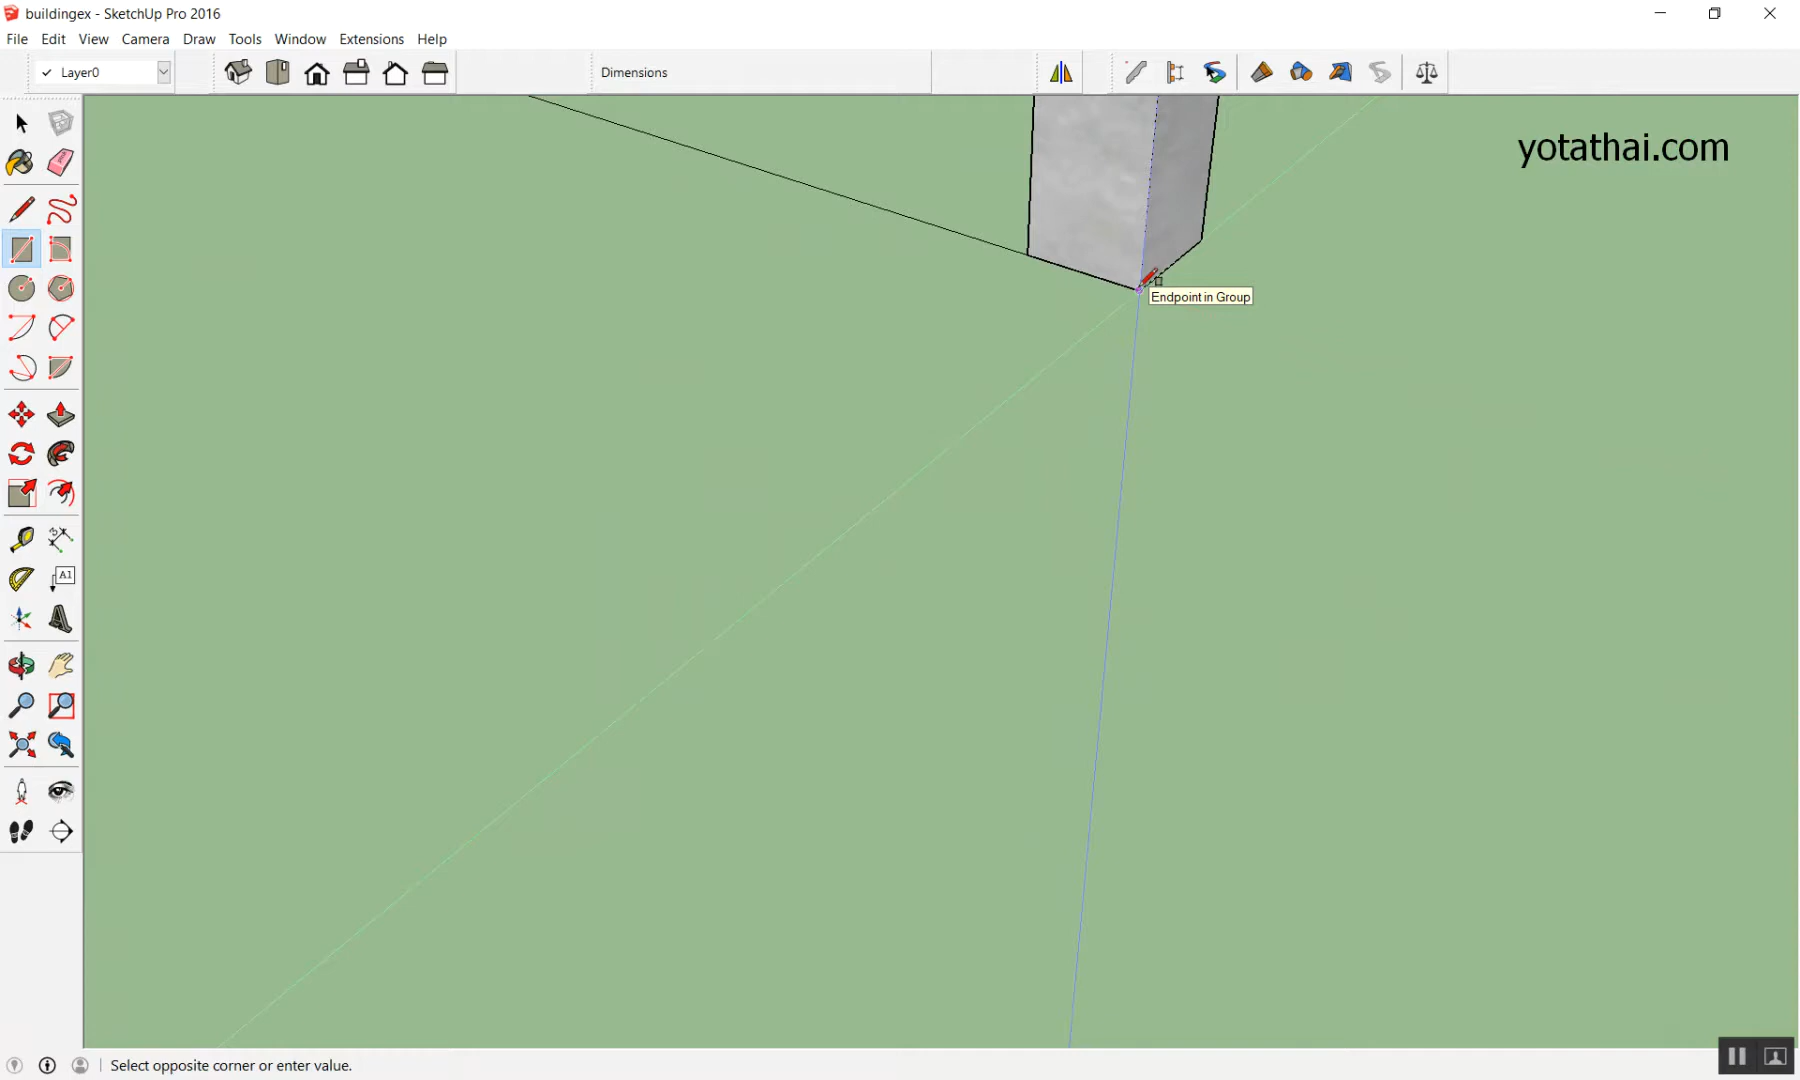 buildingex - SketchUp Pro 2016
File Edit View Camera Draw Tools Window Extensions Help
Layer0
Dimensions
yotathai.com
Endpoint in Group
A1
Select opposite corner or enter value.